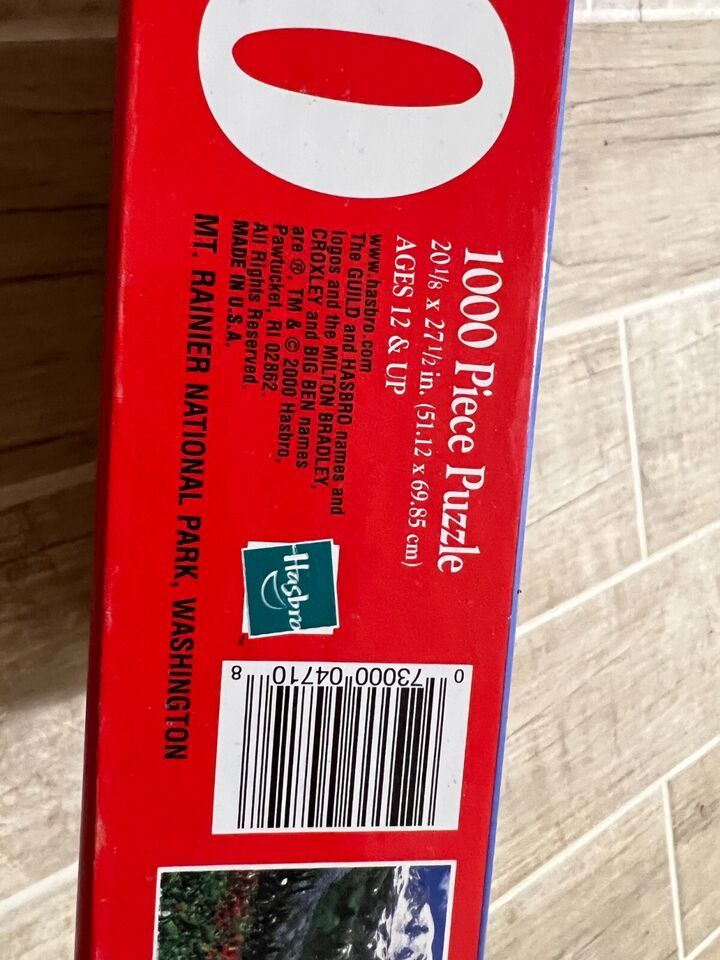 0
1000 Piece Puzzle
20 1/8 x 27 1/2 in. (51.12 x 69.85 cm)
AGES 12 & UP
www.hasbro.com
The GUILD and HASBRO names and
logos and the MILTON BRADLEY,
CROXLEY and BIG BEN names
are ®, TM & © 2000 Hasbro,
Pawtucket, RI 02862.
All Rights Reserved.
MADE IN U.S.A.
MT. RAINIER NATIONAL PARK, WASHINGTON
Hasbro
™
0 73000 04710 8